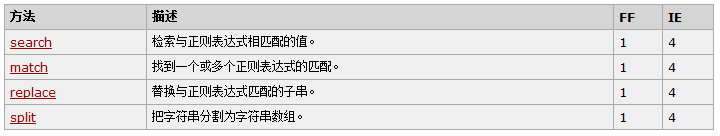 方法 描述 FF IE
search 检索与正则表达式相匹配的值。 1 4
match 找到一个或多个正则表达式的匹配。 1 4
replace 替换与正则表达式匹配的子串。 1 4
split 把字符串分割为字符串数组。 1 4